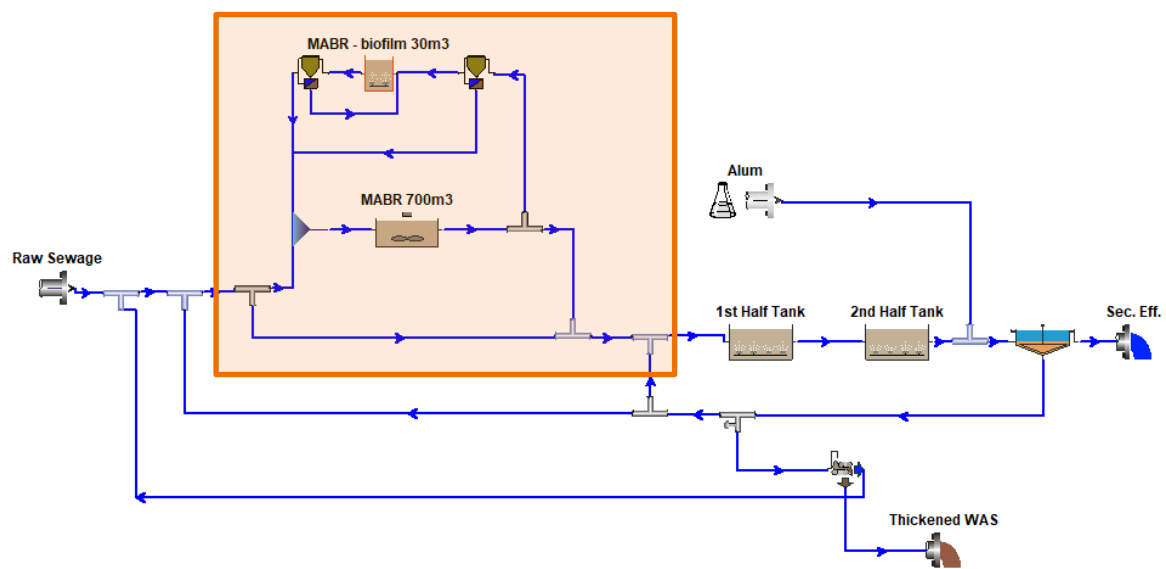 MABR - biofilm 30m3
Alum
MABR 700m3
Raw Sewage
1st Half Tank
2nd Half Tank
Sec. Eff.
Thickened WAS